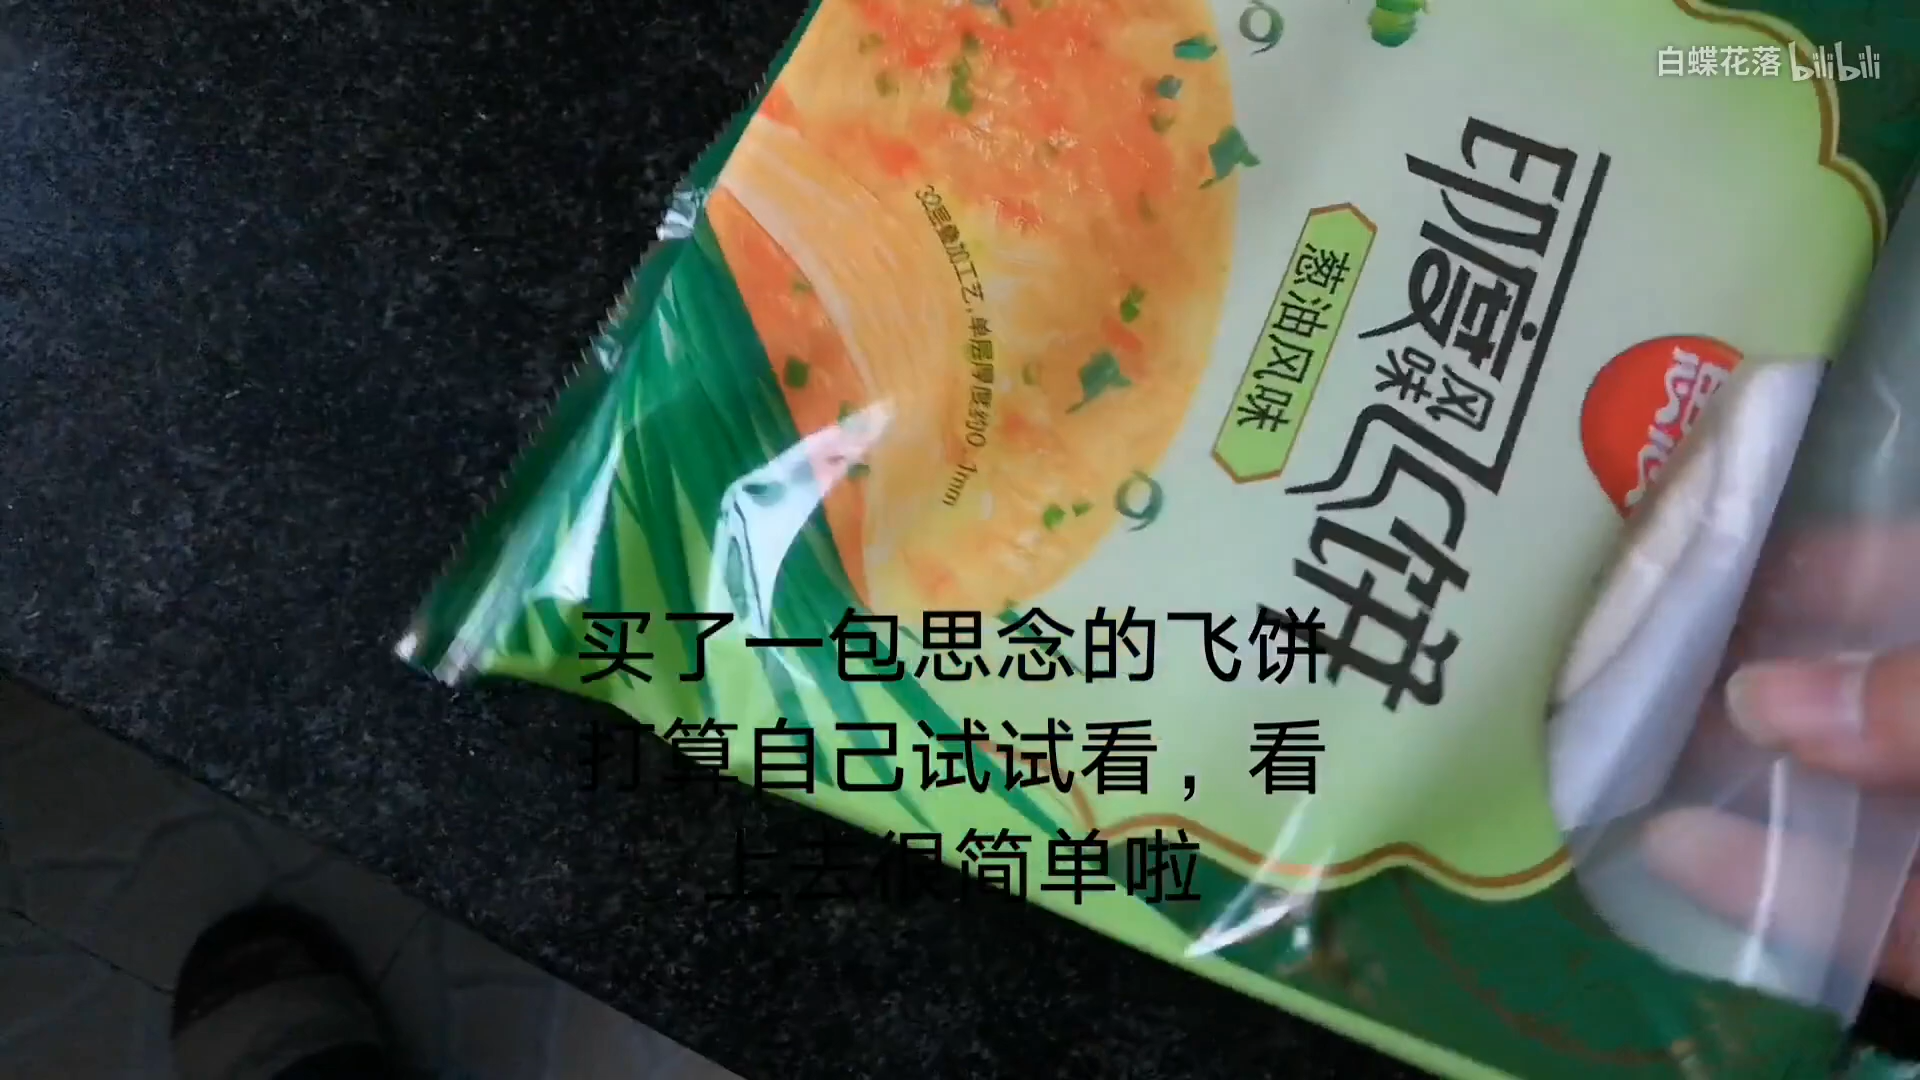 白蝶花落 bilibili
印度
风味
飞饼
葱油风味
32层叠加工艺，单层厚度约0.1mm
买了一包思念的飞饼
打算自己试试看，看
上去很简单啦